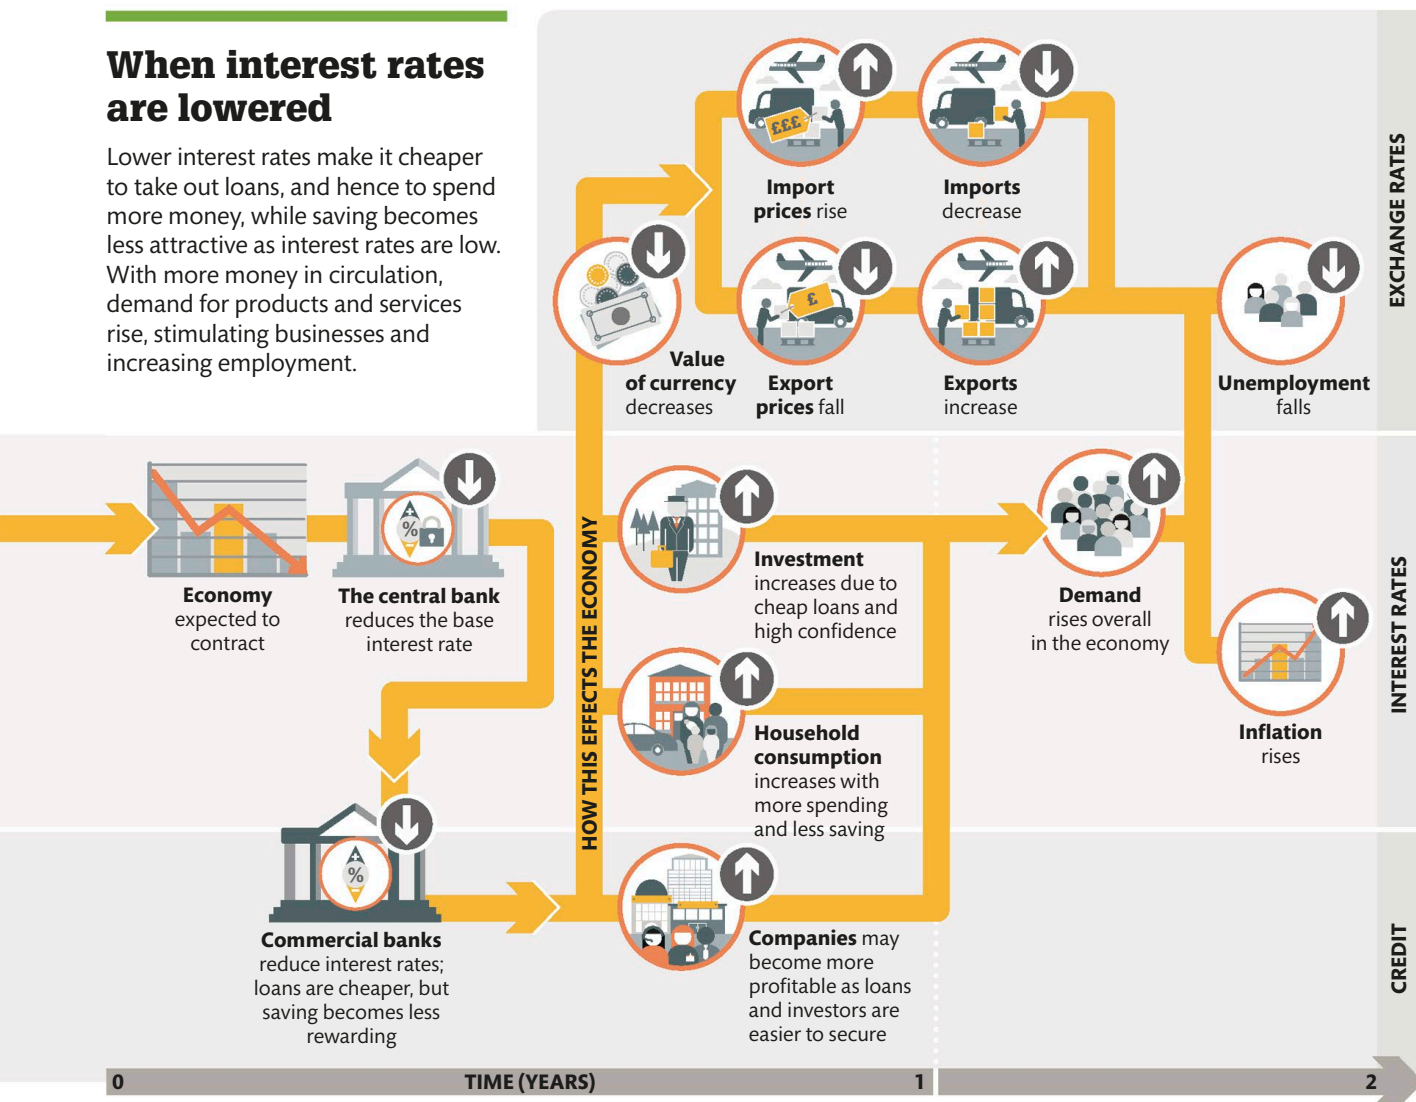 When interest rates
are lowered
Lower interest rates make it cheaper
to take out loans, and hence to spend
more money, while saving becomes
less attractive as interest rates are low.
With more money in circulation,
demand for products and services
rise, stimulating businesses and
increasing employment.
£££
Import
prices rise
Imports
decrease
£
Value
of currency
decreases
Export
prices fall
Exports
increase
Unemployment
falls
EXCHANGE RATES
Economy
expected to
contract
%
The central bank
reduces the base
interest rate
HOW THIS EFFECTS THE ECONOMY
Investment
increases due to
cheap loans and
high confidence
Demand
rises overall
in the economy
Household
consumption
increases with
more spending
and less saving
Inflation
rises
INTEREST RATES
%
Commercial banks
reduce interest rates;
loans are cheaper, but
saving becomes less
rewarding
Companies may
become more
profitable as loans
and investors are
easier to secure
CREDIT
0 TIME (YEARS) 1 2